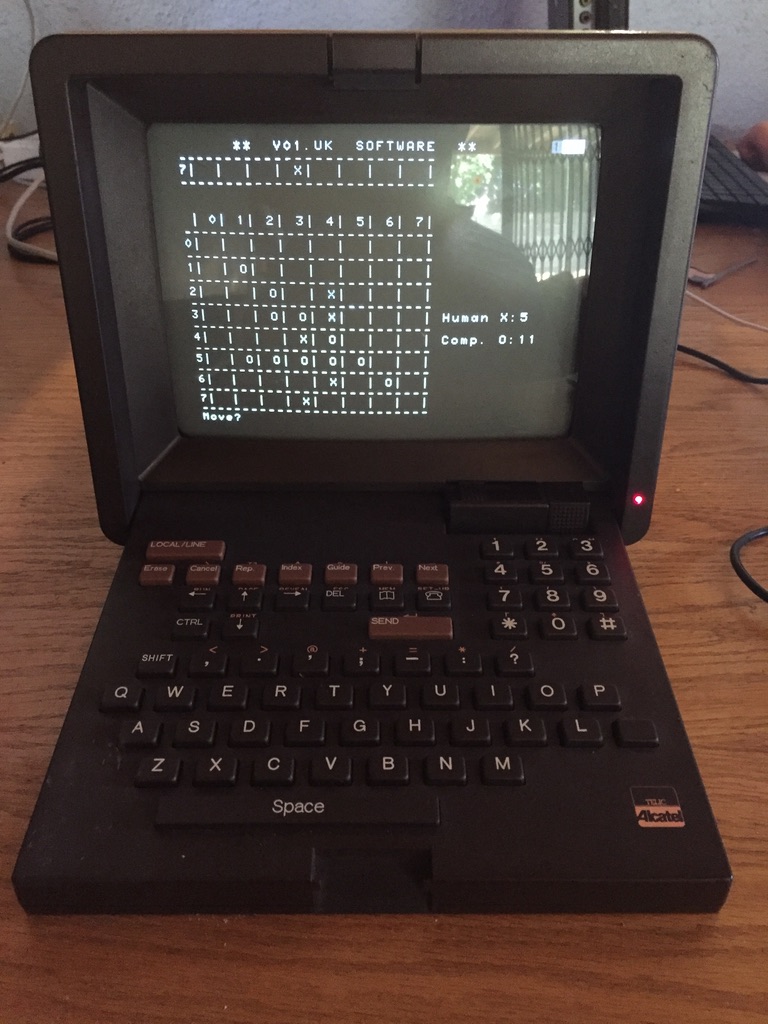 ** V01.UK SOFTWARE **
7| | | | X| | | | |
| 0| 1| 2| 3| 4| 5| 6| 7|
0| | | | | | | | |
1| | O| | | | | | |
2| | | O| | X| | | |
3| | | O| O| X| | | |
Human X:5
4| | | | X| O| | | |
Comp. O:11
5| | O| O| O| O| O| | |
6| | | | | X| | O| |
7| | | | X| | | | |
Move?
LOCAL/LINE
1 2 3
Erase Cancel Rep. Index Guide Prev Next
4 5 6
← ↑ → DEL
7 8 9
CTRL PRINT ↓ SEND
* 0 #
SHIFT < , > . @ ' + ; = - * : / ?
Q W E R T Y U I O P
A S D F G H J K L
Z X C V B N M
Space
TELIC
Alcatel